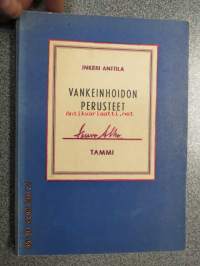 INKERI ANTTILA
VANKEINHOIDON
PERUSTEET
Antikvariaatti.net
TAMMI